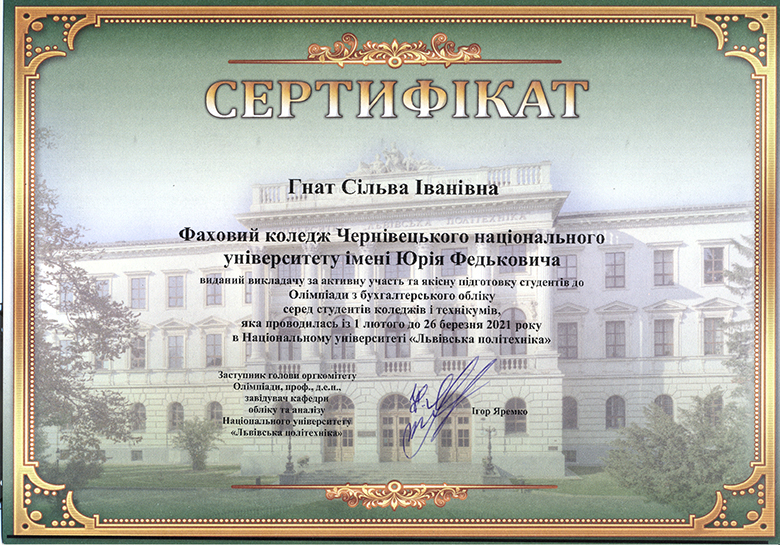 СЕРТИФІКАТ
Гнат Сільва Іванівна
Фаховий коледж Чернівецького національного
університету імені Юрія Федьковича
виданий викладачу за активну участь та якісну підготовку студентів до
Олімпіади з бухгалтерського обліку
серед студентів коледжів і технікумів,
яка проводилась із 1 лютого до 26 березня 2021 року
в Національному університеті «Львівська політехніка»
Заступник голови оргкомітету
Олімпіади, проф., д.е.н.,
завідувач кафедри
обліку та аналізу
Національного університету
«Львівська політехніка»
Ігор Яремко